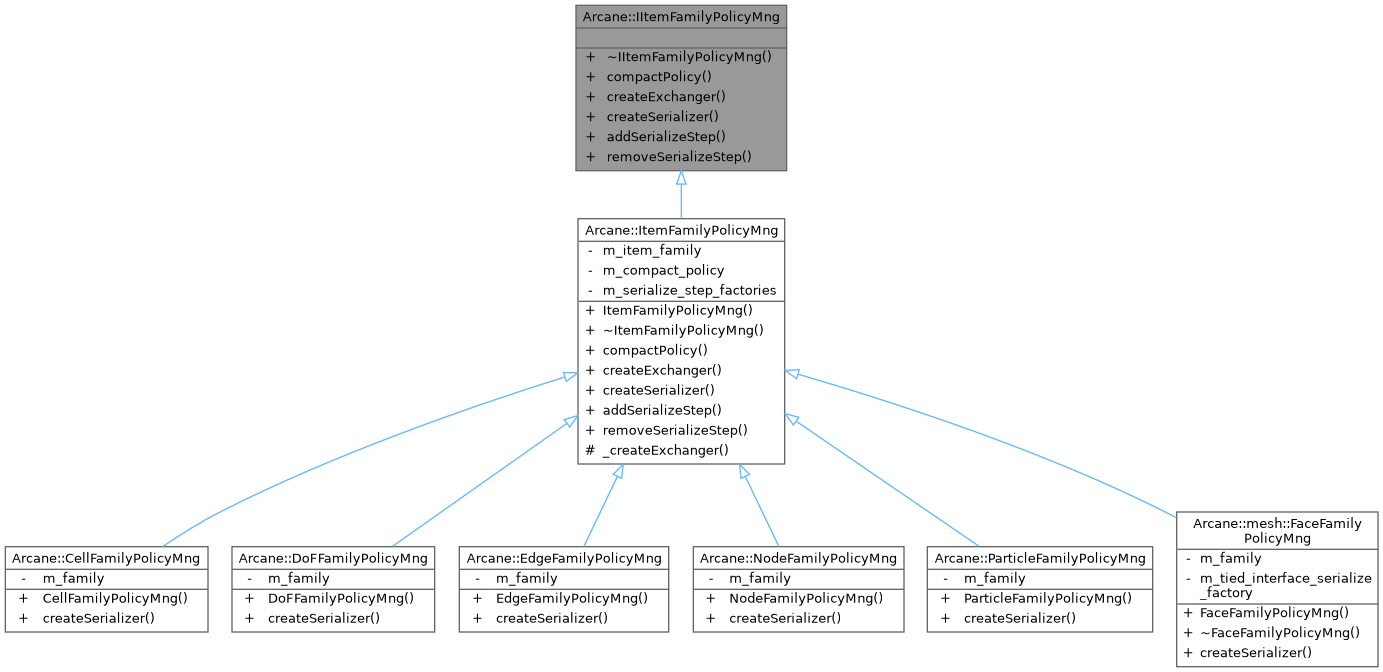 Arcane::IItemFamilyPolicyMng
+ ~IItemFamilyPolicyMng()
+ compactPolicy()
+ createExchanger()
+ createSerializer()
+ addSerializeStep()
+ removeSerializeStep()
Arcane::ItemFamilyPolicyMng
- m_item_family
- m_compact_policy
- m_serialize_step_factories
+ ItemFamilyPolicyMng()
+ ~ItemFamilyPolicyMng()
+ compactPolicy()
+ createExchanger()
+ createSerializer()
+ addSerializeStep()
+ removeSerializeStep()
# _createExchanger()
Arcane::CellFamilyPolicyMng
- m_family
+ CellFamilyPolicyMng()
+ createSerializer()
Arcane::DoFFamilyPolicyMng
- m_family
+ DoFFamilyPolicyMng()
+ createSerializer()
Arcane::EdgeFamilyPolicyMng
- m_family
+ EdgeFamilyPolicyMng()
+ createSerializer()
Arcane::NodeFamilyPolicyMng
- m_family
+ NodeFamilyPolicyMng()
+ createSerializer()
Arcane::ParticleFamilyPolicyMng
- m_family
+ ParticleFamilyPolicyMng()
+ createSerializer()
Arcane::mesh::FaceFamily
PolicyMng
- m_family
- m_tied_interface_serialize
_factory
+ FaceFamilyPolicyMng()
+ ~FaceFamilyPolicyMng()
+ createSerializer()